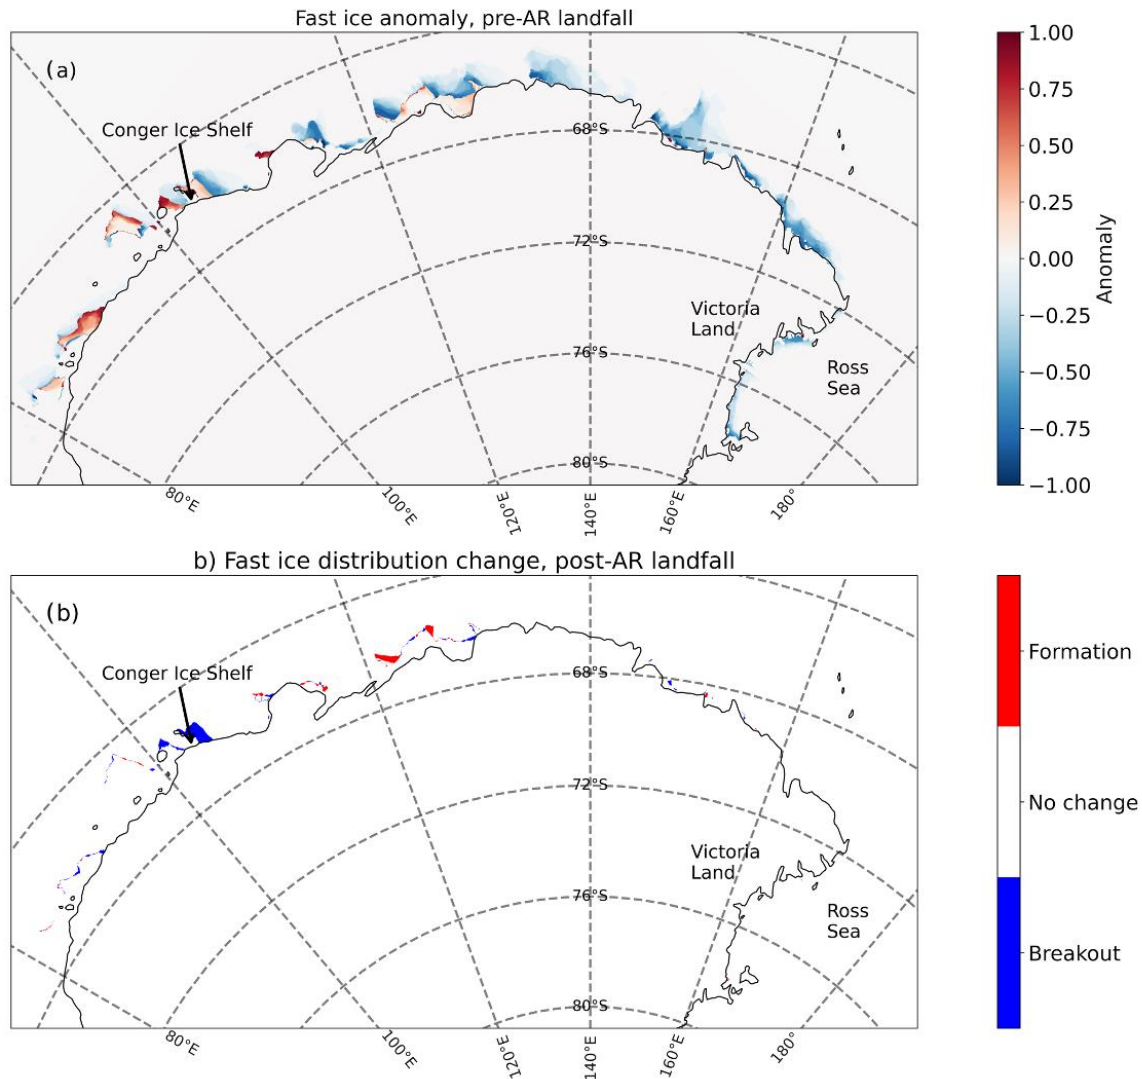 Fast ice anomaly, pre-AR landfall
(a)
Conger Ice Shelf
68°S
72°S
76°S
80°S
Victoria
Land
Ross
Sea
80°E
100°E
120°E
140°E
160°E
180°
1.00
0.75
0.50
0.25
0.00
−0.25
−0.50
−0.75
−1.00
Anomaly
b) Fast ice distribution change, post-AR landfall
(b)
Conger Ice Shelf
68°S
72°S
76°S
80°S
Victoria
Land
Ross
Sea
80°E
100°E
120°E
140°E
160°E
180°
Formation
No change
Breakout